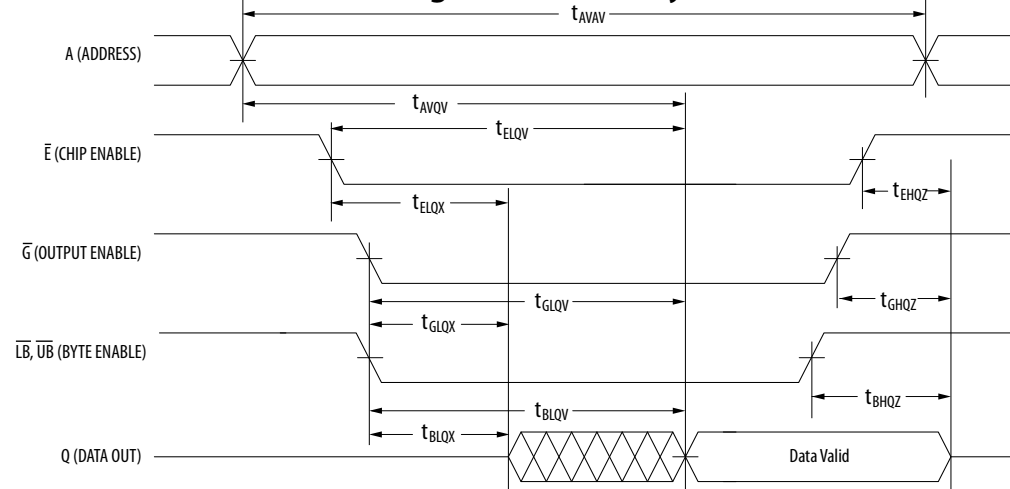 tAVAV
A (ADDRESS)
tAVQV
tELQV
E̅ (CHIP ENABLE)
tELQX
tEHQZ
G̅ (OUTPUT ENABLE)
tGLQV
tGLQX
tGHQZ
L̅B̅, U̅B̅ (BYTE ENABLE)
tBLQV
tBHQZ
tBLQX
Q (DATA OUT)
Data Valid